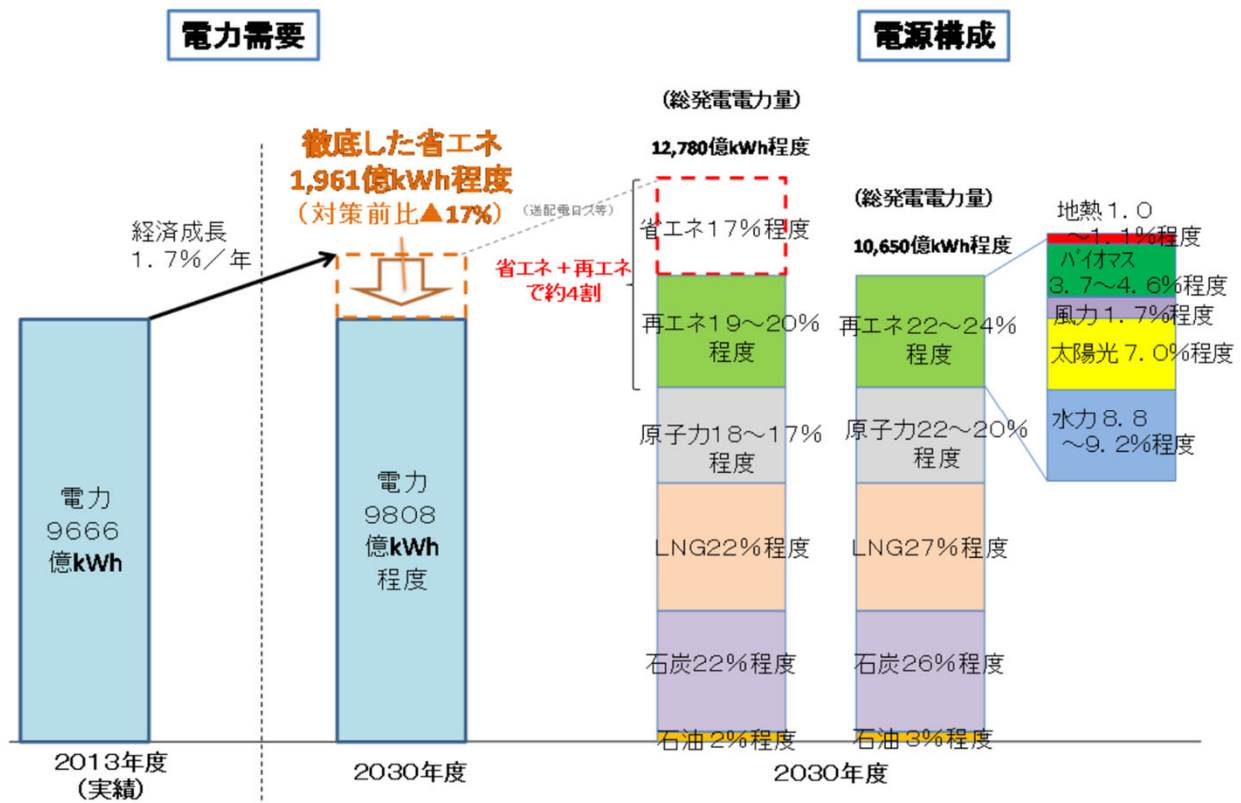 電力需要
電源構成
(総発電電力量)
12,780億kWh程度
徹底した省エネ
1,961億kWh程度
(対策前比▲17%)
(送配電ロス等)
経済成長
1.7%/年
省エネ17%程度
省エネ+再エネ
で約4割
(総発電電力量)
10,650億kWh程度
地熱1.0
~1.1%程度
バイオマス
3.7~4.6%程度
風力1.7%程度
太陽光7.0%程度
水力8.8
~9.2%程度
再エネ19~20%
程度
再エネ22~24%
程度
原子力18~17%
程度
原子力22~20%
程度
LNG22%程度
LNG27%程度
石炭22%程度
石炭26%程度
石油2%程度
石油3%程度
電力
9666
億kWh
電力
9808
億kWh
程度
2013年度
(実績)
2030年度
2030年度